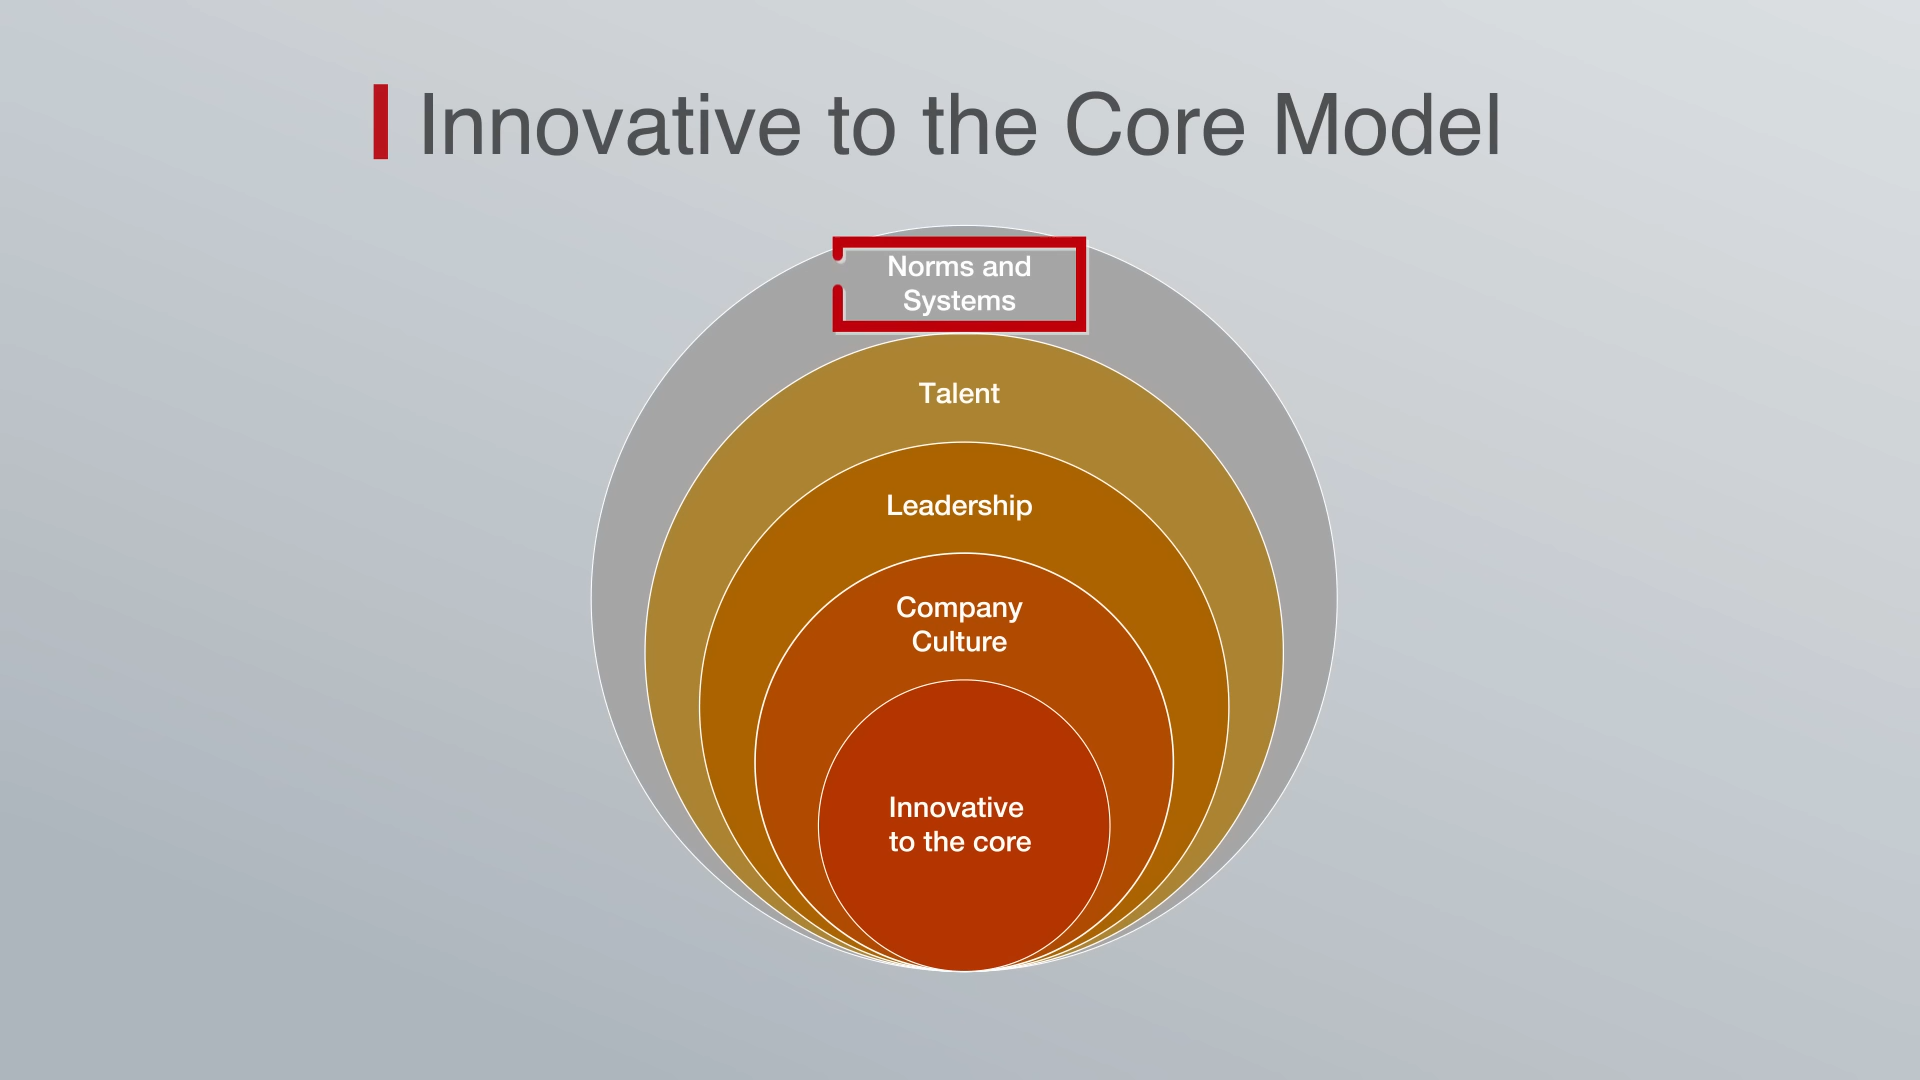 Innovative to the Core Model
Norms and
Systems
Talent
Leadership
Company
Culture
Innovative
to the core